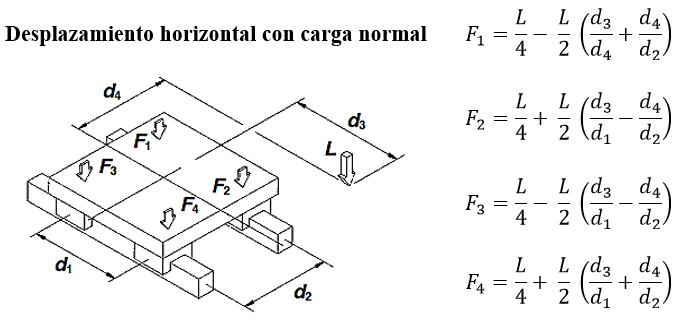 Desplazamiento horizontal con carga normal
F₁ = L/4 − L/2 (d₃/d₄ + d₄/d₂)
F₂ = L/4 + L/2 (d₃/d₁ − d₄/d₂)
F₃ = L/4 − L/2 (d₃/d₁ − d₄/d₂)
F₄ = L/4 + L/2 (d₃/d₁ + d₄/d₂)
d₄
d₃
F₁
L
F₃
F₂
F₄
d₁
d₂